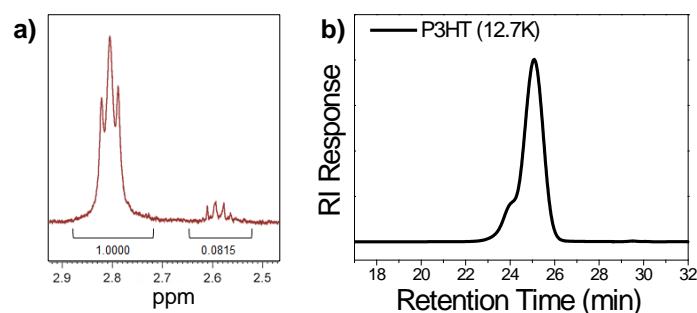 a)
1.0000
0.0815
2.9 2.8 2.7 2.6 2.5
ppm
b)
P3HT (12.7K)
RI Response
18 20 22 24 26 28 30 32
Retention Time (min)